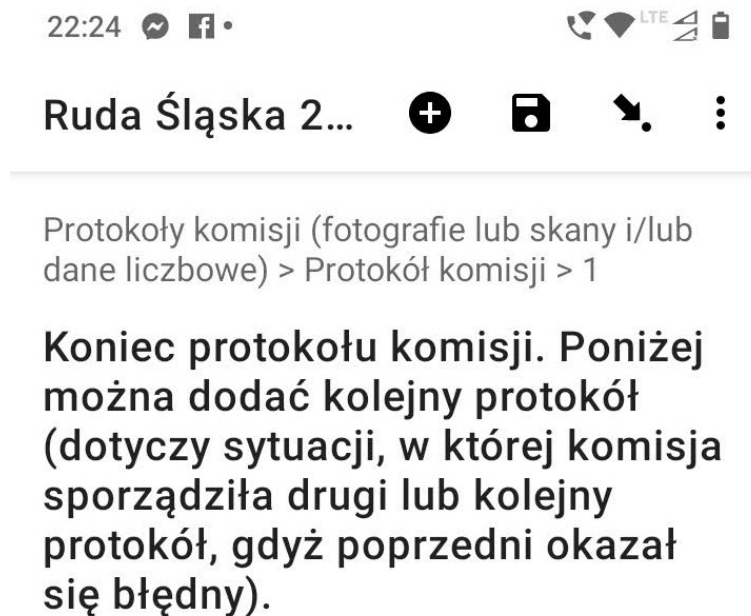 22:24
LTE
Ruda Śląska 2...
Protokoły komisji (fotografie lub skany i/lub
dane liczbowe) > Protokół komisji > 1
Koniec protokołu komisji. Poniżej
można dodać kolejny protokół
(dotyczy sytuacji, w której komisja
sporządziła drugi lub kolejny
protokół, gdyż poprzedni okazał
się błędny).